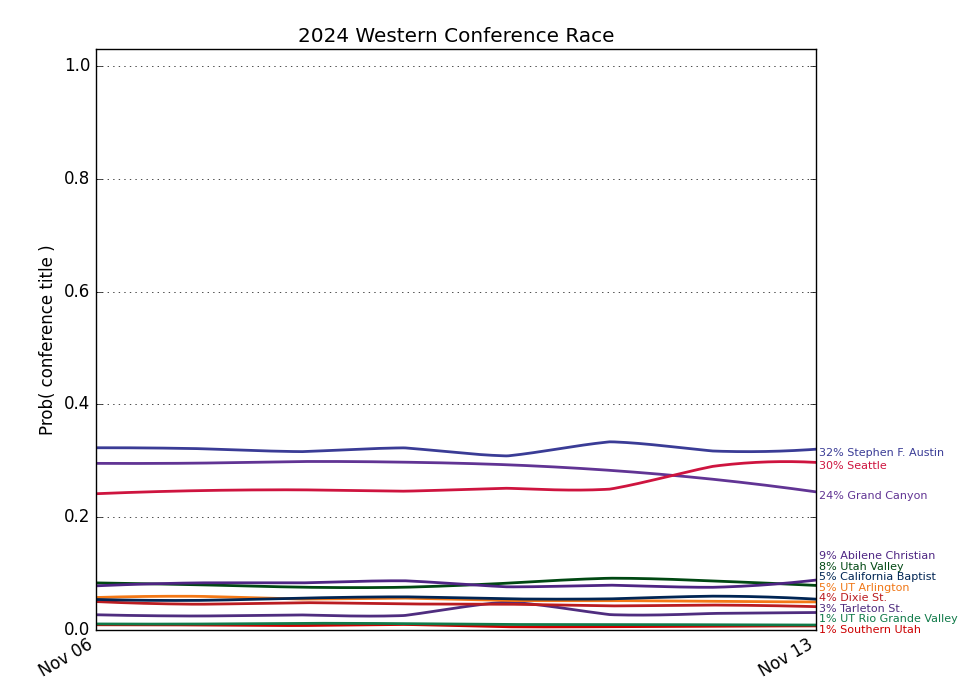 2024 Western Conference Race
Prob( conference title )
1.0
0.8
0.6
0.4
0.2
0.0
Nov 06
Nov 13
32% Stephen F. Austin
30% Seattle
24% Grand Canyon
9% Abilene Christian
8% Utah Valley
5% California Baptist
5% UT Arlington
4% Dixie St.
3% Tarleton St.
1% UT Rio Grande Valley
1% Southern Utah